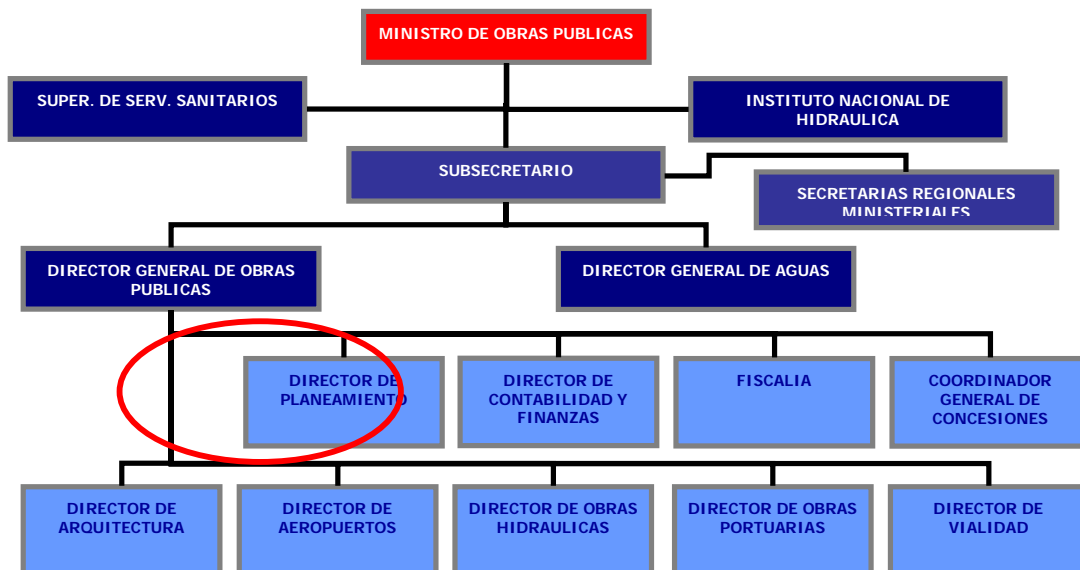 MINISTRO DE OBRAS PUBLICAS
SUPER. DE SERV. SANITARIOS
INSTITUTO NACIONAL DE
HIDRAULICA
SUBSECRETARIO
SECRETARIAS REGIONALES
MINISTERIALES
DIRECTOR GENERAL DE OBRAS
PUBLICAS
DIRECTOR GENERAL DE AGUAS
DIRECTOR DE
PLANEAMIENTO
DIRECTOR DE
CONTABILIDAD Y
FINANZAS
FISCALIA
COORDINADOR
GENERAL DE
CONCESIONES
DIRECTOR DE
ARQUITECTURA
DIRECTOR DE
AEROPUERTOS
DIRECTOR DE OBRAS
HIDRAULICAS
DIRECTOR DE OBRAS
PORTUARIAS
DIRECTOR DE
VIALIDAD